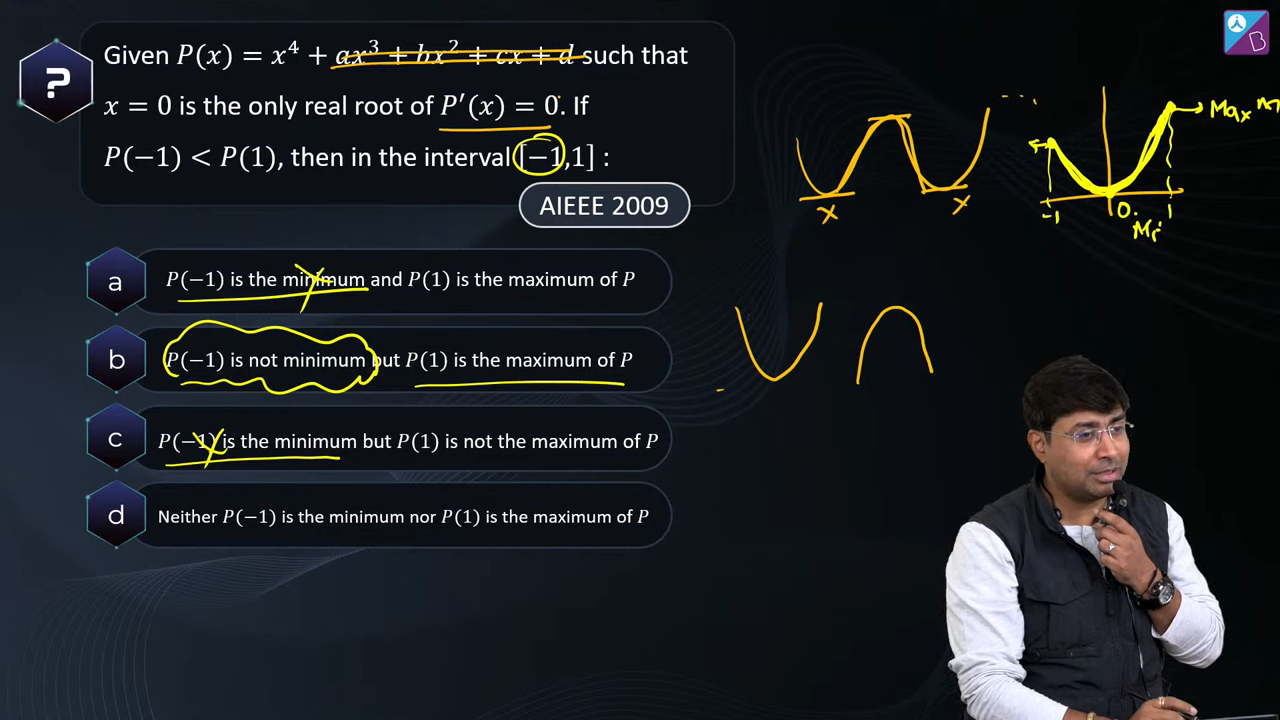 ?
Given P(x) = x⁴ + ax³ + bx² + cx + d such that
x = 0 is the only real root of P′(x) = 0. If
P(−1) < P(1), then in the interval [−1,1] :
AIEEE 2009
a P(−1) is the minimum and P(1) is the maximum of P
b P(−1) is not minimum but P(1) is the maximum of P
c P(−1) is the minimum but P(1) is not the maximum of P
d Neither P(−1) is the minimum nor P(1) is the maximum of P
x x
-1 0 1
B